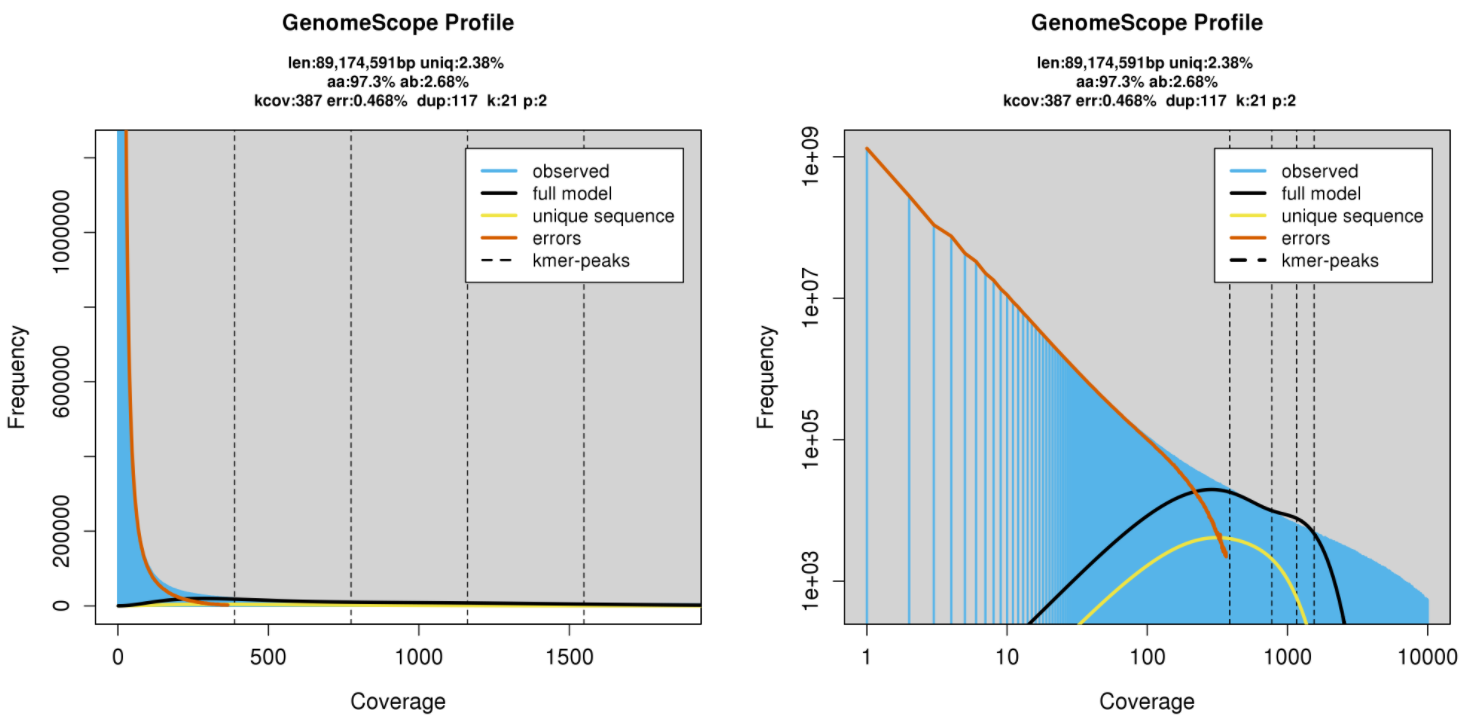 GenomeScope Profile
len:89,174,591bp uniq:2.38%
aa:97.3% ab:2.68%
kcov:387 err:0.468% dup:117 k:21 p:2
Frequency
1000000
600000
200000
0
observed
full model
unique sequence
errors
kmer-peaks
0 500 1000 1500
Coverage
GenomeScope Profile
len:89,174,591bp uniq:2.38%
aa:97.3% ab:2.68%
kcov:387 err:0.468% dup:117 k:21 p:2
Frequency
1e+09
1e+07
1e+05
1e+03
observed
full model
unique sequence
errors
kmer-peaks
1 10 100 1000 10000
Coverage